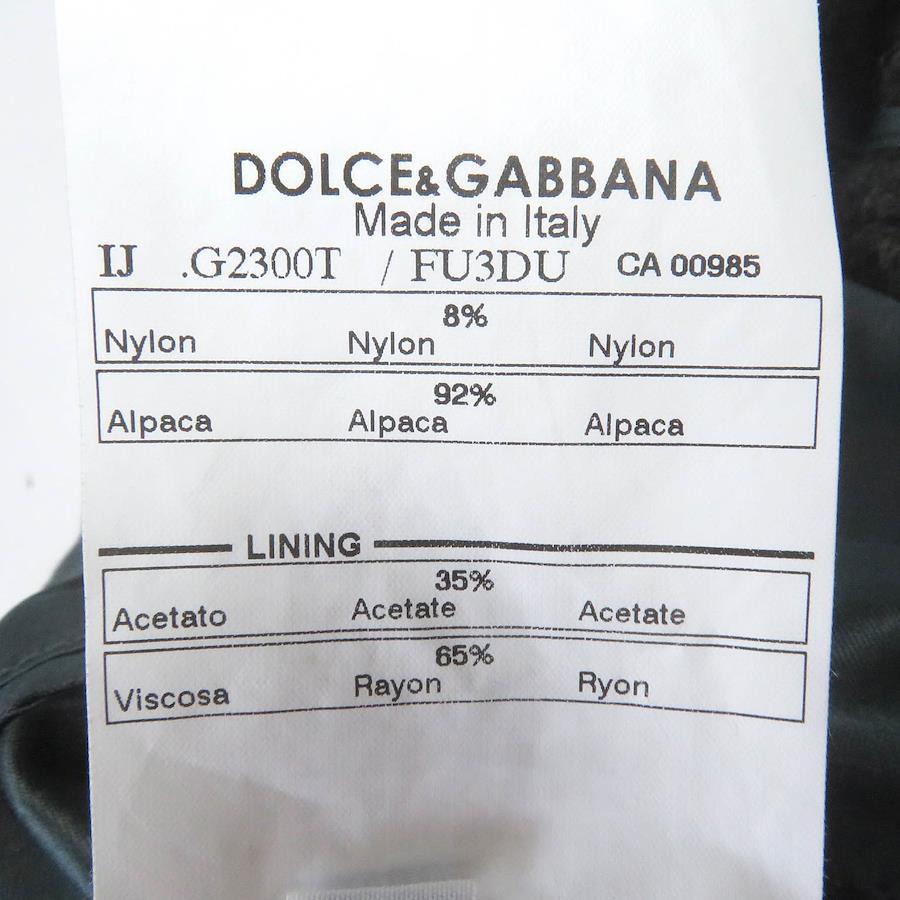 DOLCE&GABBANA
Made in Italy
IJ .G2300T / FU3DU CA 00985
8%
Nylon Nylon Nylon
92%
Alpaca Alpaca Alpaca
LINING
35%
Acetato Acetate Acetate
65%
Viscosa Rayon Ryon